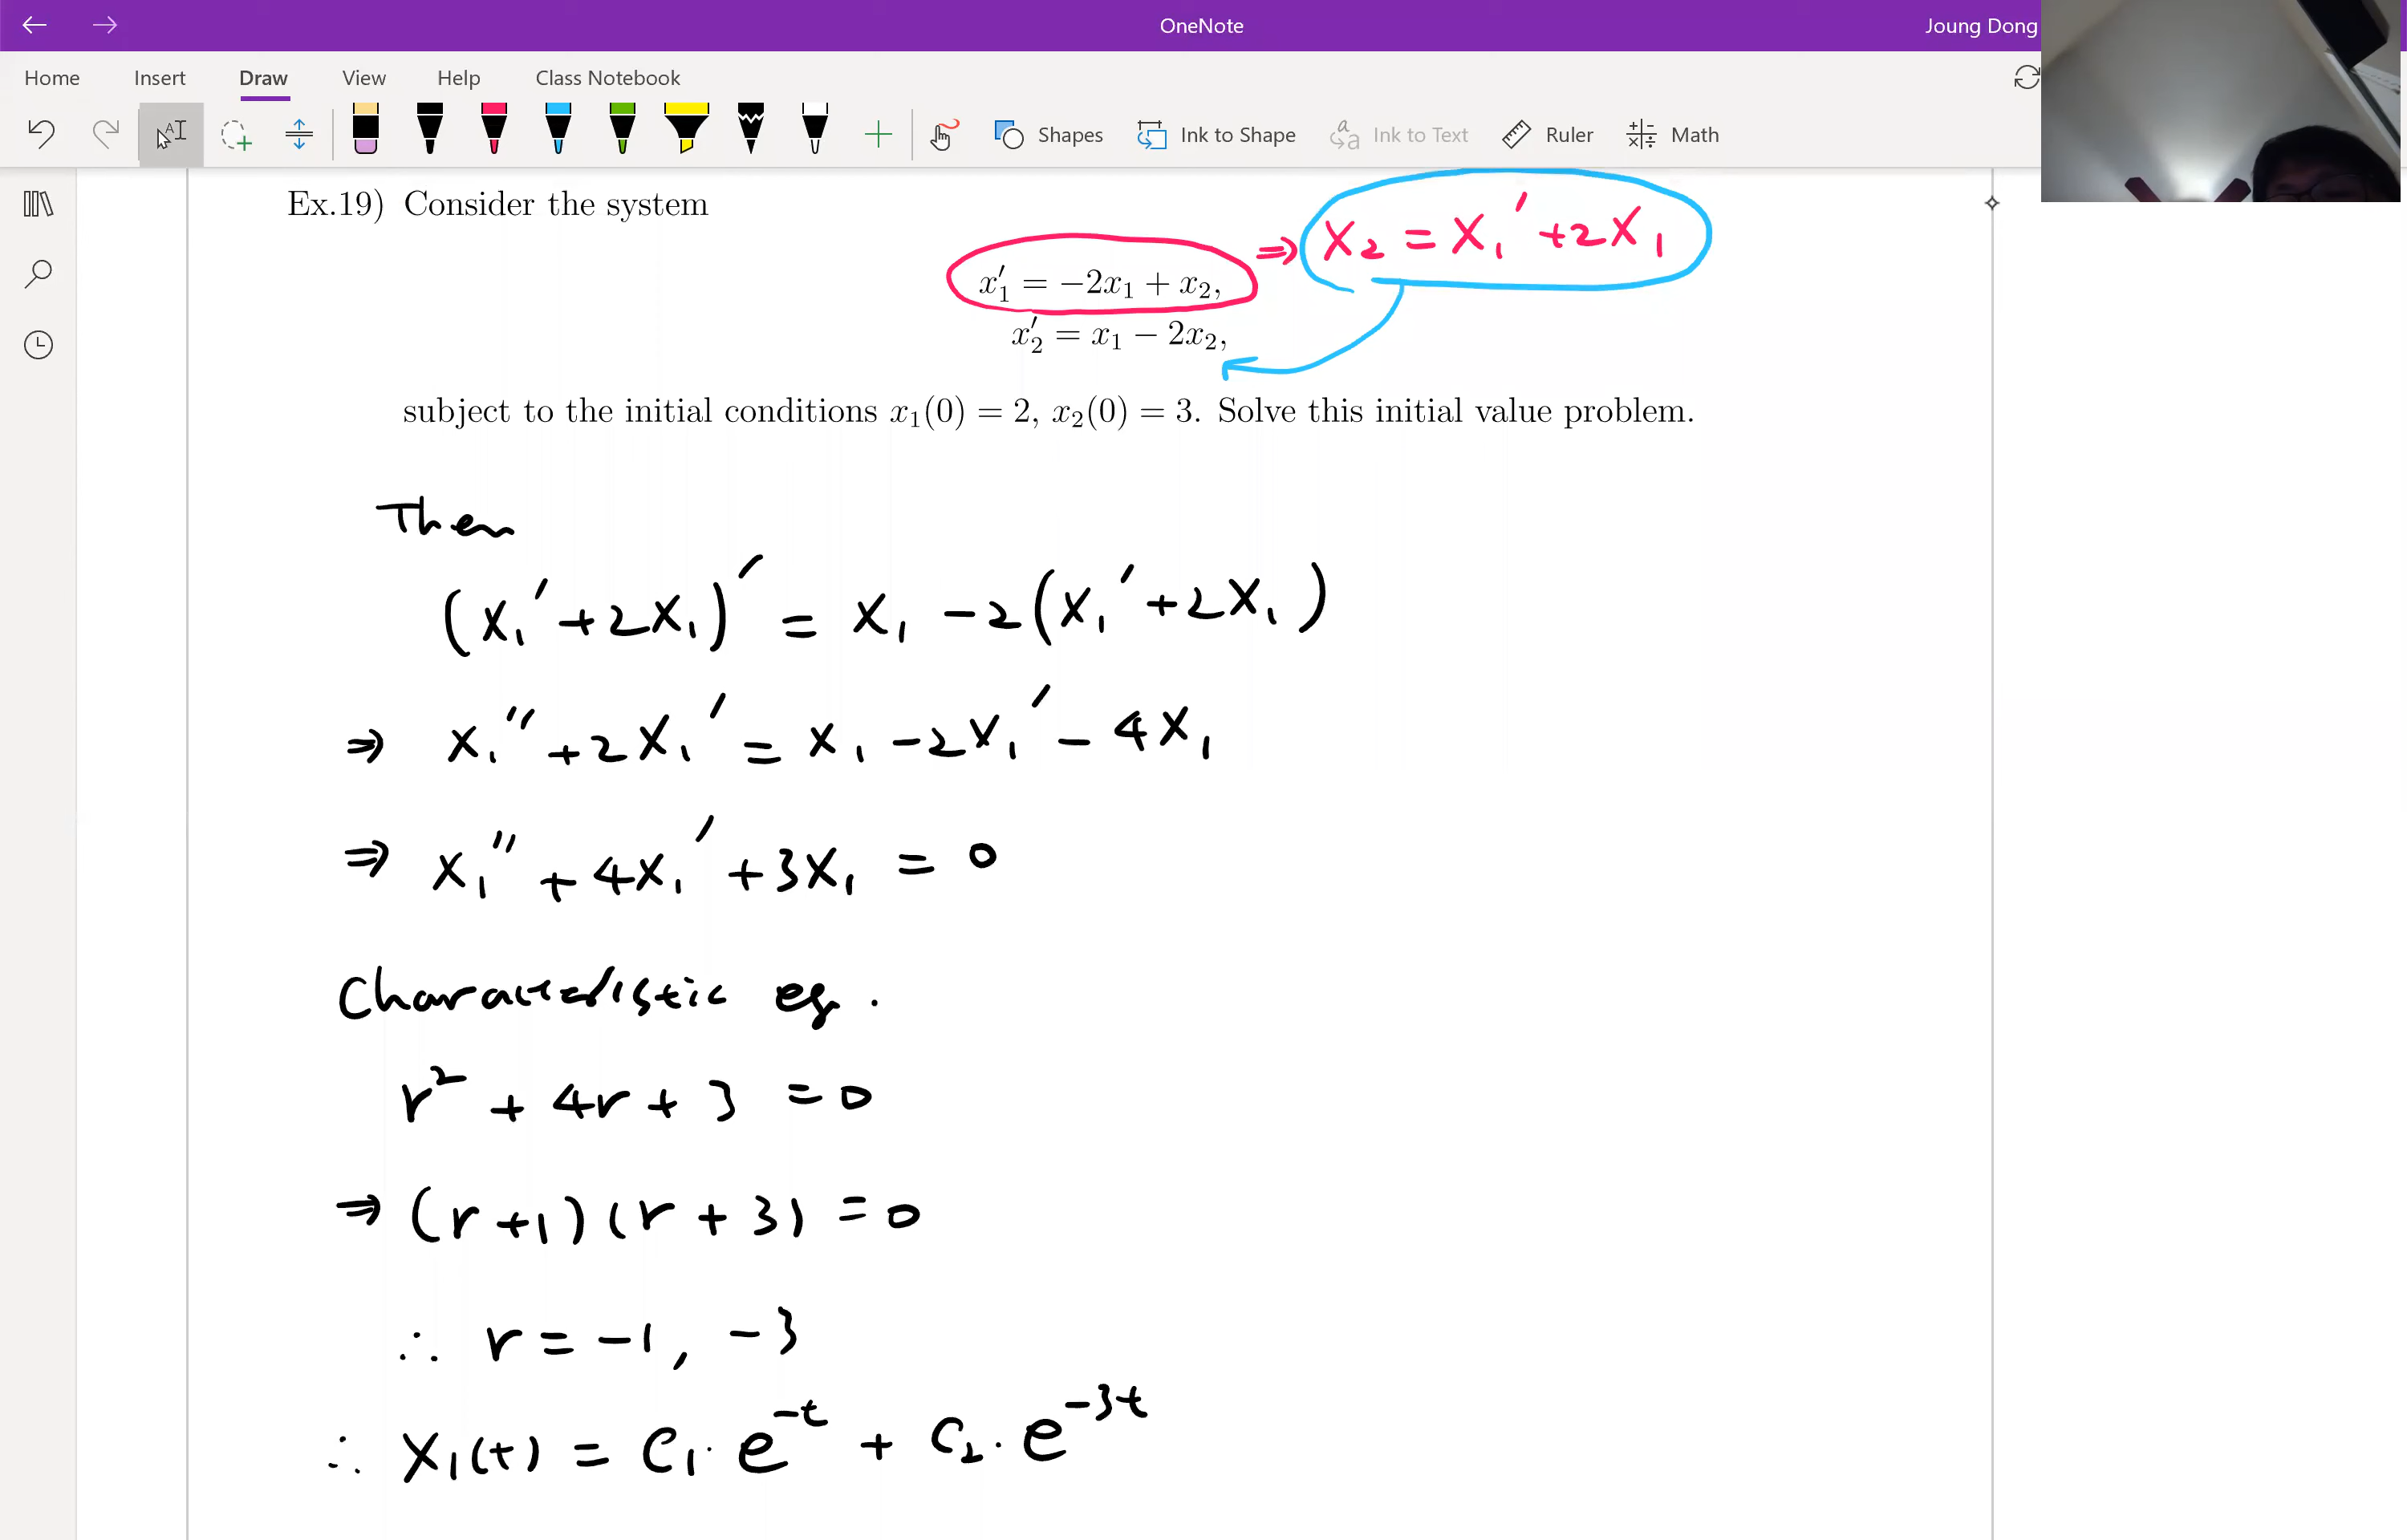 OneNote
Joung Dong
Home Insert Draw View Help Class Notebook
Shapes Ink to Shape Ink to Text Ruler Math
Ex.19) Consider the system
⇒ x₂ = x₁' + 2x₁
x₁′ = −2x₁ + x₂,
x₂′ = x₁ − 2x₂,
subject to the initial conditions x₁(0) = 2, x₂(0) = 3. Solve this initial value problem.
Then
(x₁' + 2x₁)' = x₁ − 2(x₁' + 2x₁)
⇒ x₁'' + 2x₁' = x₁ − 2x₁' − 4x₁
⇒ x₁'' + 4x₁' + 3x₁ = 0
Characteristic eq.
r² + 4r + 3 = 0
⇒ (r+1)(r+3) = 0
∴ r = −1, −3
∴ x₁(t) = C₁·e^{−t} + C₂·e^{−3t}